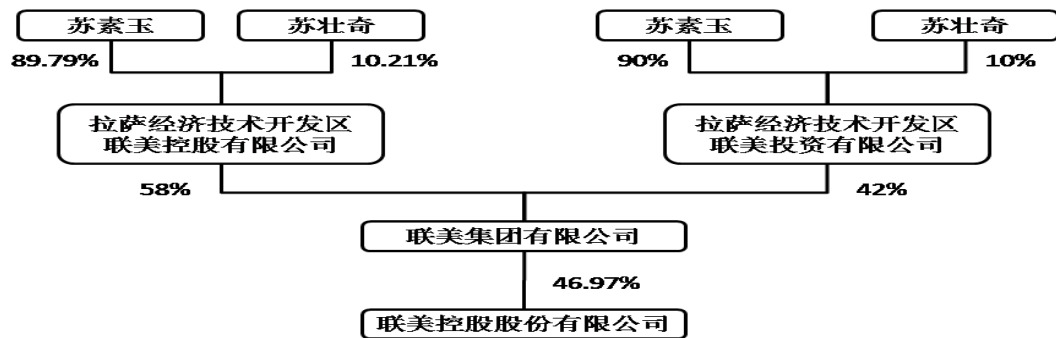 苏素玉
苏壮奇
苏素玉
苏壮奇
89.79%
10.21%
90%
10%
拉萨经济技术开发区
联美控股有限公司
拉萨经济技术开发区
联美投资有限公司
58%
42%
联美集团有限公司
46.97%
联美控股股份有限公司